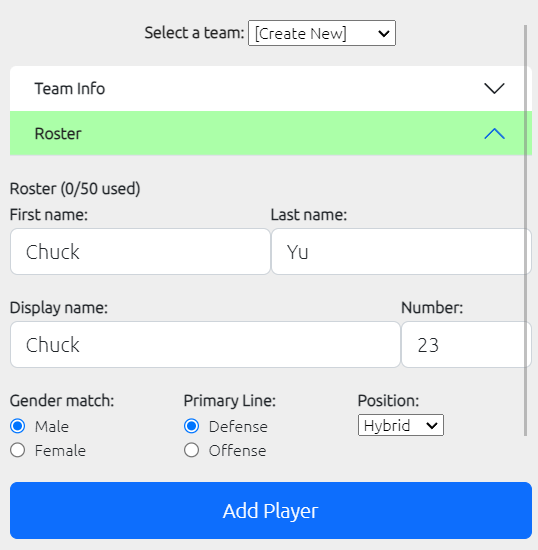 Select a team: [Create New]
Team Info
Roster
Roster (0/50 used)
First name: Last name:
Chuck Yu
Display name: Number:
Chuck 23
Gender match: Primary Line: Position:
Male Defense Hybrid
Female Offense
Add Player